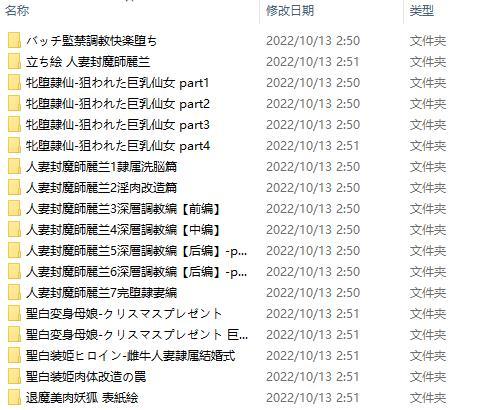 名称 修改日期 类型
バッチ監禁調教快楽堕ち 2022/10/13 2:50 文件夹
立ち絵 人妻封魔師麗兰 2022/10/13 2:51 文件夹
牝堕隷仙-狙われた巨乳仙女 part1 2022/10/13 2:50 文件夹
牝堕隷仙-狙われた巨乳仙女 part2 2022/10/13 2:50 文件夹
牝堕隷仙-狙われた巨乳仙女 part3 2022/10/13 2:50 文件夹
牝堕隷仙-狙われた巨乳仙女 part4 2022/10/13 2:51 文件夹
人妻封魔師麗兰1隷属洗脳篇 2022/10/13 2:50 文件夹
人妻封魔師麗兰2淫肉改造篇 2022/10/13 2:50 文件夹
人妻封魔師麗兰3深層調教編【前編】 2022/10/13 2:50 文件夹
人妻封魔師麗兰4深層調教編【中編】 2022/10/13 2:50 文件夹
人妻封魔師麗兰5深層調教編【后編】-p... 2022/10/13 2:51 文件夹
人妻封魔師麗兰6深層調教編【后編】-p... 2022/10/13 2:50 文件夹
人妻封魔師麗兰7完堕隷妻編 2022/10/13 2:50 文件夹
聖白変身母娘-クリスマスプレゼント 2022/10/13 2:51 文件夹
聖白変身母娘-クリスマスプレゼント 巨... 2022/10/13 2:51 文件夹
聖白装姫ヒロイン-雌牛人妻隷属結婚式 2022/10/13 2:51 文件夹
聖白装姫肉体改造の罠 2022/10/13 2:51 文件夹
退魔美肉妖狐 表紙絵 2022/10/13 2:51 文件夹